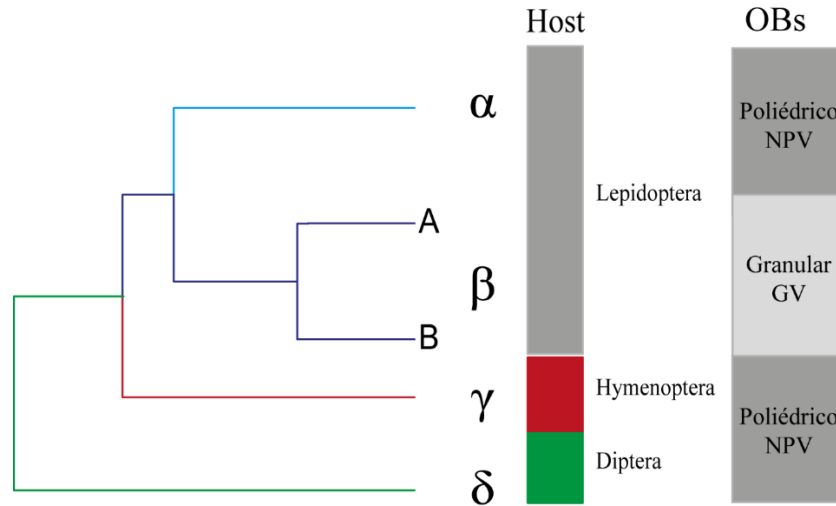 Host
OBs
α
Poliédrico
NPV
Lepidoptera
A
β
Granular
GV
B
γ
Hymenoptera
Poliédrico
NPV
Diptera
δ